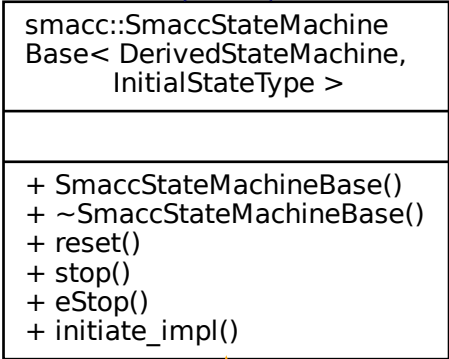 smacc::SmaccStateMachine
Base< DerivedStateMachine,
InitialStateType >
+ SmaccStateMachineBase()
+ ~SmaccStateMachineBase()
+ reset()
+ stop()
+ eStop()
+ initiate_impl()